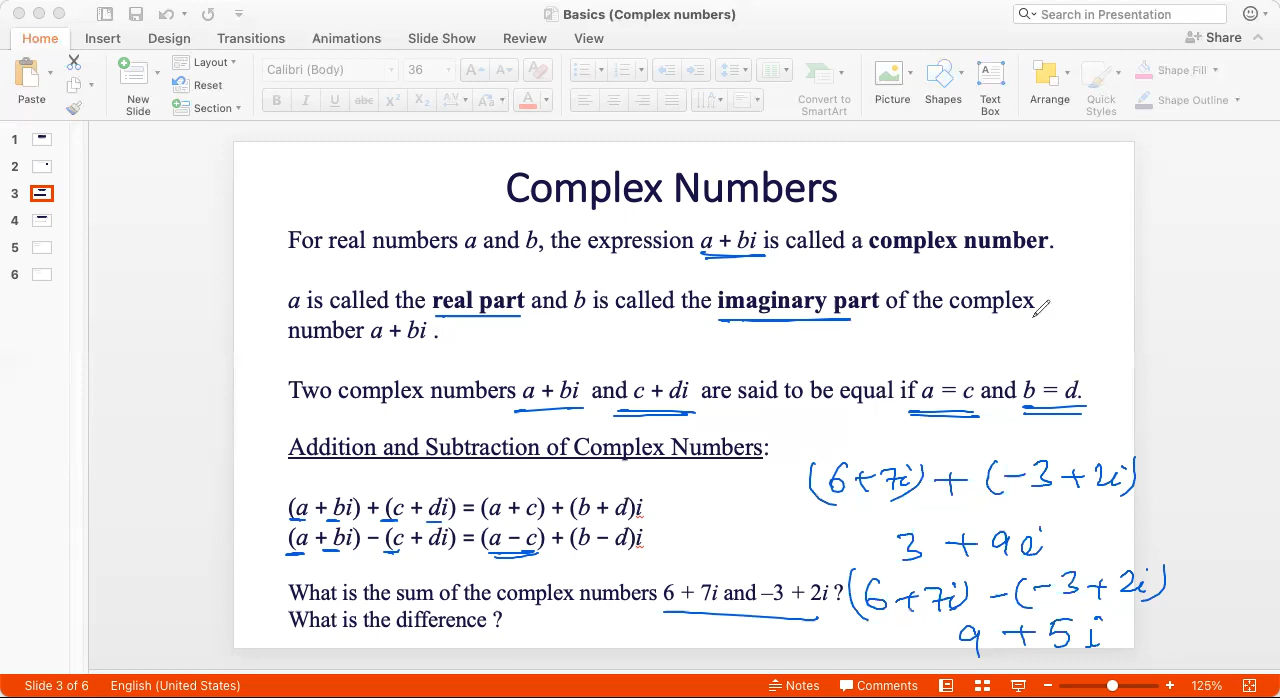 Basics (Complex numbers)
Search in Presentation
Home Insert Design Transitions Animations Slide Show Review View Share
Paste
New Slide
Layout
Reset
Section
Calibri (Body) 36
B I U abc X² X₂ AV Aa A
Convert to SmartArt
Picture
Shapes
Text Box
Arrange
Quick Styles
Shape Fill
Shape Outline
1
2
3
4
5
6
Complex Numbers
For real numbers a and b, the expression a + bi is called a complex number.
a is called the real part and b is called the imaginary part of the complex
number a + bi .
Two complex numbers a + bi and c + di are said to be equal if a = c and b = d.
Addition and Subtraction of Complex Numbers:
(6+7i) + (-3+2i)
(a + bi) + (c + di) = (a + c) + (b + d)i
(a + bi) − (c + di) = (a − c) + (b − d)i
3 + 9i
What is the sum of the complex numbers 6 + 7i and –3 + 2i ?
(6+7i) - (-3+2i)
What is the difference ?
9 + 5i
Slide 3 of 6 English (United States) Notes Comments 125%